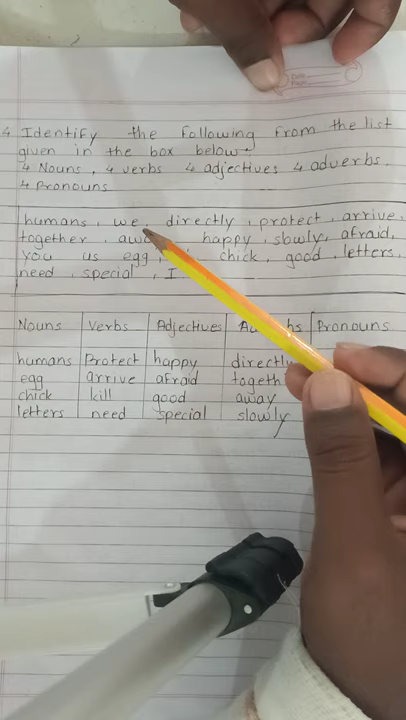 4 Identify the following from the list
given in the box below
4 Nouns, 4 verbs 4 adjectives 4 adverbs.
4 Pronouns
humans, we, directly, protect, arrive,
together, happy, slowly, afraid,
you us egg, chick, good, letters,
need, special, I
Nouns Verbs Adjectives Pronouns
humans Protect happy directly
egg arrive afraid
chick kill good away
letters need special slowly